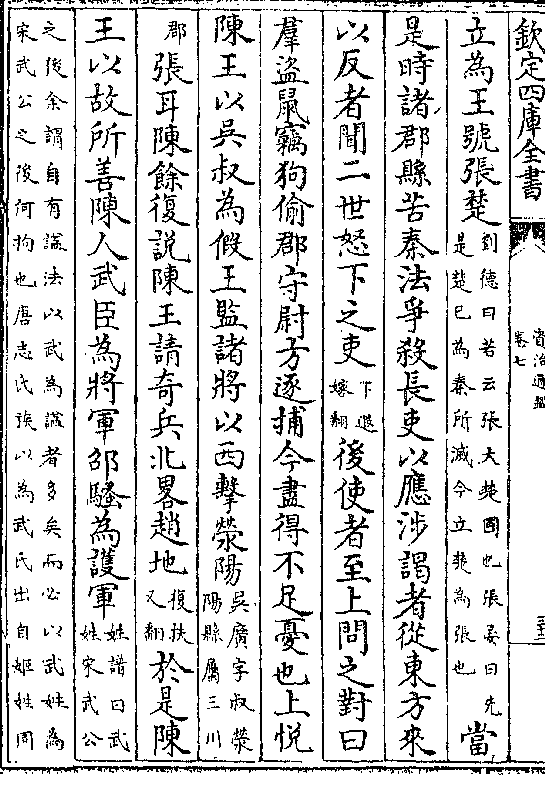 欽定四庫全書
資治通鑑
卷七
立為王號張楚劉德曰若云張大楚國也張晏曰先是楚已為秦所滅今立楚為張也當
是時諸郡縣苦秦法爭殺長吏以應涉謁者從東方來
以反者聞二世怒下之吏下遐嫁翻後使者至上問之對曰
羣盜鼠竊狗偷郡守尉方逐捕今盡得不足憂也上悅
陳王以吳叔為假王監諸將以西擊滎陽吳廣字叔滎陽縣屬三川
郡張耳陳餘復說陳王請奇兵北畧趙地復扶又翻於是陳
王以故所善陳人武臣為將軍邵騷為護軍姓譜曰武姓宋武公
之後余謂自有諡法以武為諡者多矣而必以武姓為宋武公之後何拘也唐志氏族以為武氏出自姬姓周